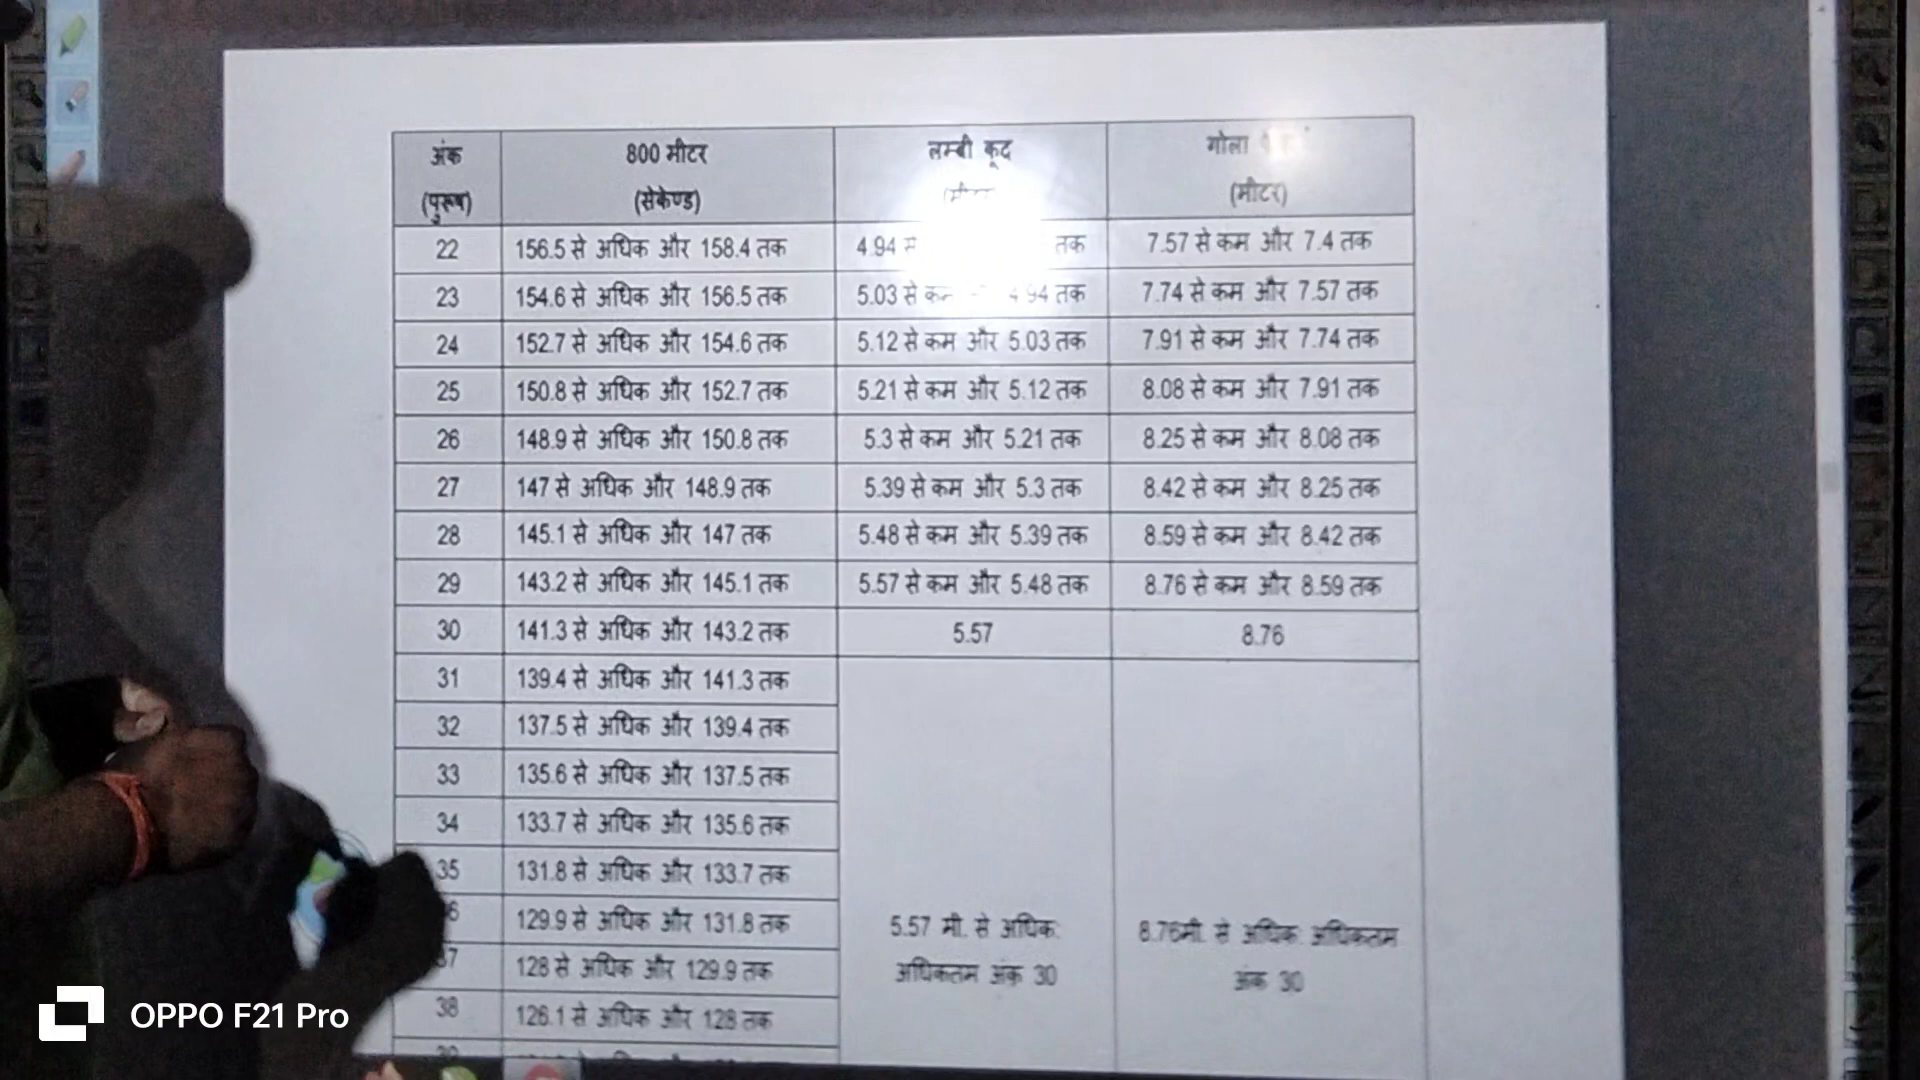 अंक 800 मीटर लम्बी कूद गोला
(पुरूष) (सेकेण्ड) (मीटर)
22 156.5 से अधिक और 158.4 तक 4.94 तक 7.57 से कम और 7.4 तक
23 154.6 से अधिक और 156.5 तक 5.03 से 4.94 तक 7.74 से कम और 7.57 तक
24 152.7 से अधिक और 154.6 तक 5.12 से कम और 5.03 तक 7.91 से कम और 7.74 तक
25 150.8 से अधिक और 152.7 तक 5.21 से कम और 5.12 तक 8.08 से कम और 7.91 तक
26 148.9 से अधिक और 150.8 तक 5.3 से कम और 5.21 तक 8.25 से कम और 8.08 तक
27 147 से अधिक और 148.9 तक 5.39 से कम और 5.3 तक 8.42 से कम और 8.25 तक
28 145.1 से अधिक और 147 तक 5.48 से कम और 5.39 तक 8.59 से कम और 8.42 तक
29 143.2 से अधिक और 145.1 तक 5.57 से कम और 5.48 तक 8.76 से कम और 8.59 तक
30 141.3 से अधिक और 143.2 तक 5.57 8.76
31 139.4 से अधिक और 141.3 तक
32 137.5 से अधिक और 139.4 तक
33 135.6 से अधिक और 137.5 तक
34 133.7 से अधिक और 135.6 तक
35 131.8 से अधिक और 133.7 तक
129.9 से अधिक और 131.8 तक 5.57 मी. से अधिक 8.76मी. से अधिक अधिकतम
128 से अधिक और 129.9 तक अधिकतम अंक 30 अंक 30
38 126.1 से अधिक और 128 तक
OPPO F21 Pro